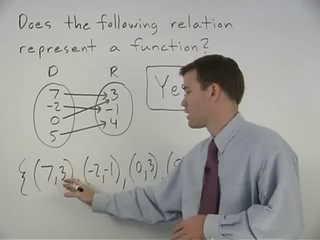 Does the following relation
represent a function?
D R
7 3
-2 -1
0 4
5
Yes
{(7,3), (-2,-1), (0,3), (